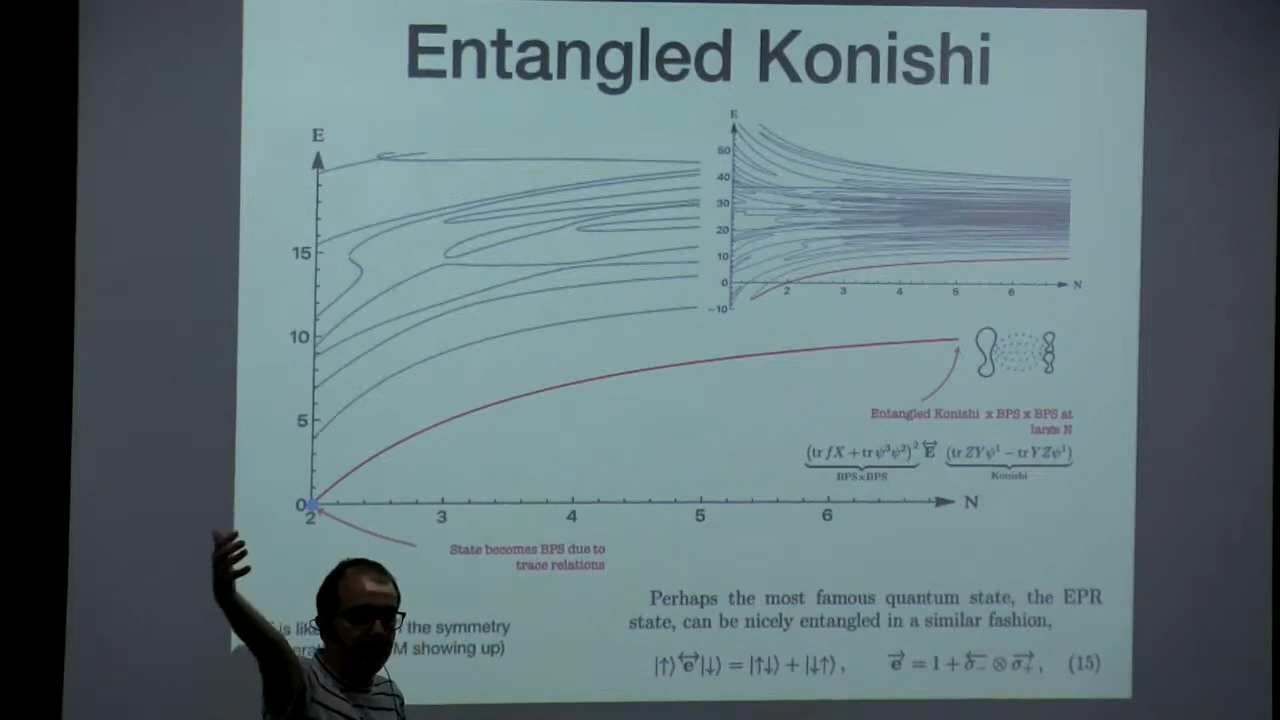 Entangled Konishi
E
15
10
5
0
2 3 4 5 6 N
E
50
40
30
20
10
0
-10
2 3 4 5 6 N
Entangled Konishi x BPS x BPS at
large N
(tr fX + tr ψ³ψ²)² E⃡ (tr ZYψ¹ − tr YZψ¹)
BPS×BPS Konishi
State becomes BPS due to
trace relations
the symmetry
M showing up)
Perhaps the most famous quantum state, the EPR
state, can be nicely entangled in a similar fashion,
|↑⟩ e⃡ |↓⟩ = |↑↓⟩ + |↓↑⟩ , e⃡ = 1 + σ⃖₋ ⊗ σ⃗₊ , (15)